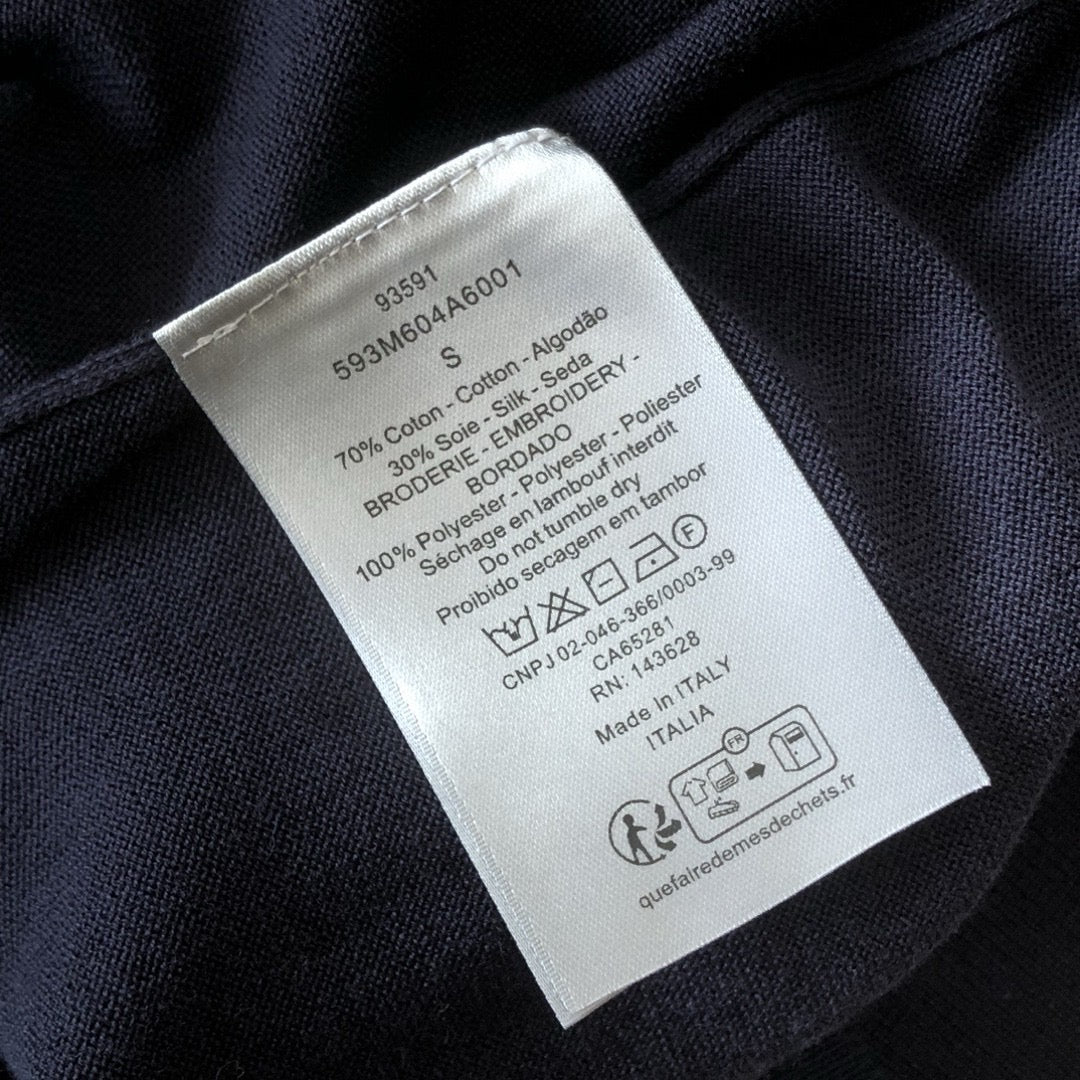 93591
593M604A6001
S
70% Coton - Cotton - Algodão
30% Soie - Silk - Seda
BRODERIE - EMBROIDERY -
BORDADO
100% Polyester - Polyester - Poliester
Séchage en lambouf interdit
Do not tumble dry
Proibido secagem em tambor
F
CNPJ 02-046-366/0003-99
CA65281
RN: 143628
Made In ITALY
ITALIA
FR
quefalredemesdechets.fr